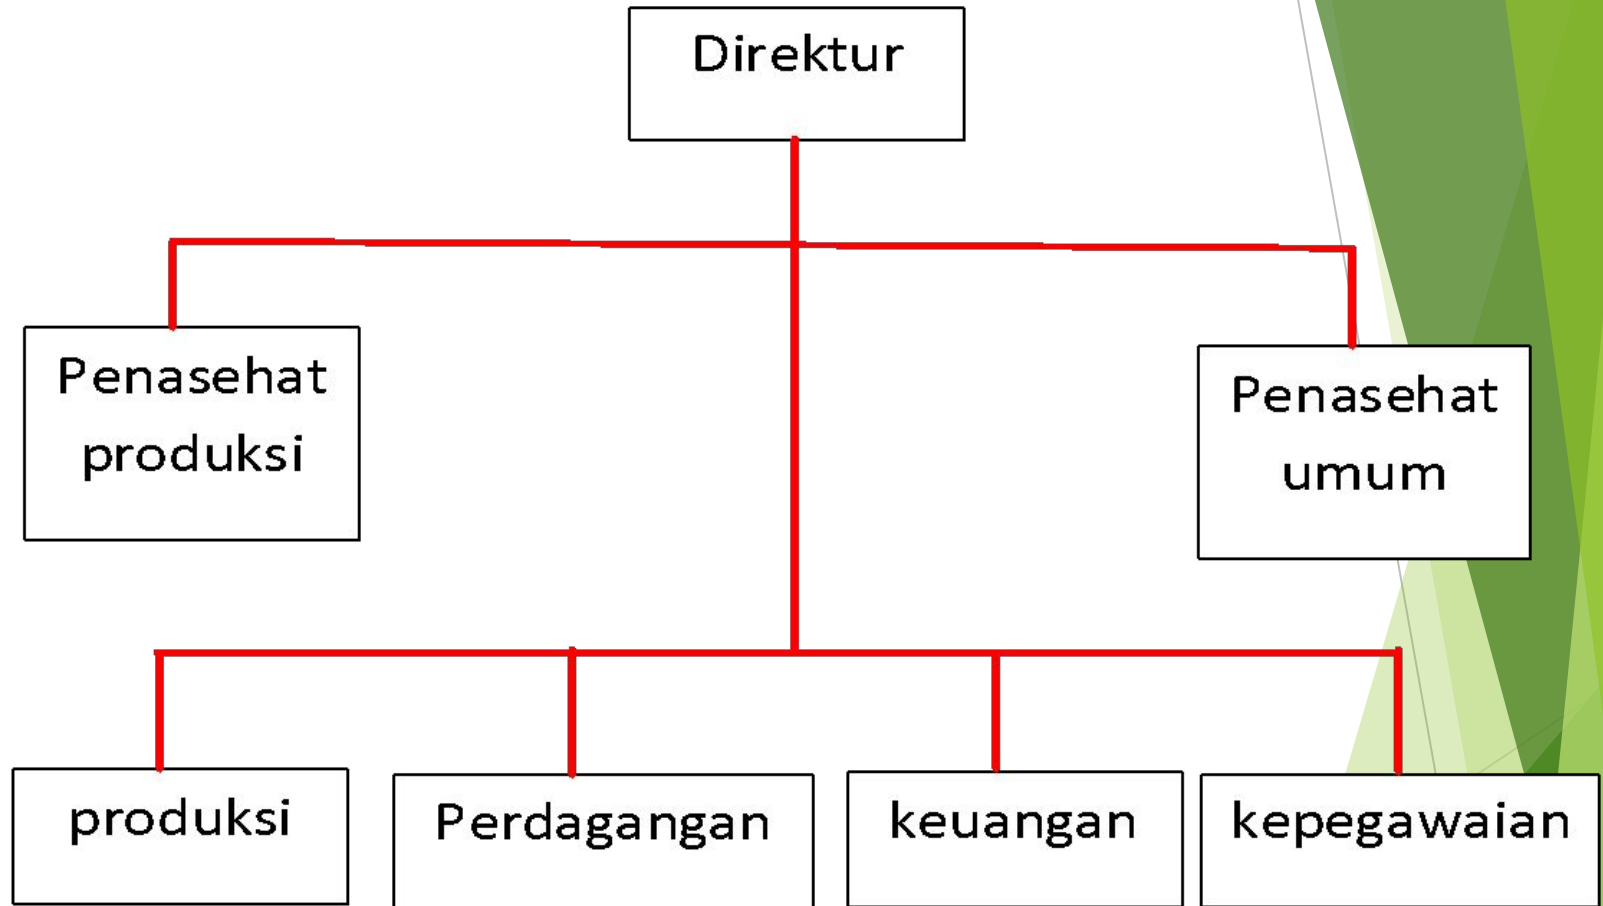 Direktur
Penasehat
produksi
Penasehat
umum
produksi
Perdagangan
keuangan
kepegawaian